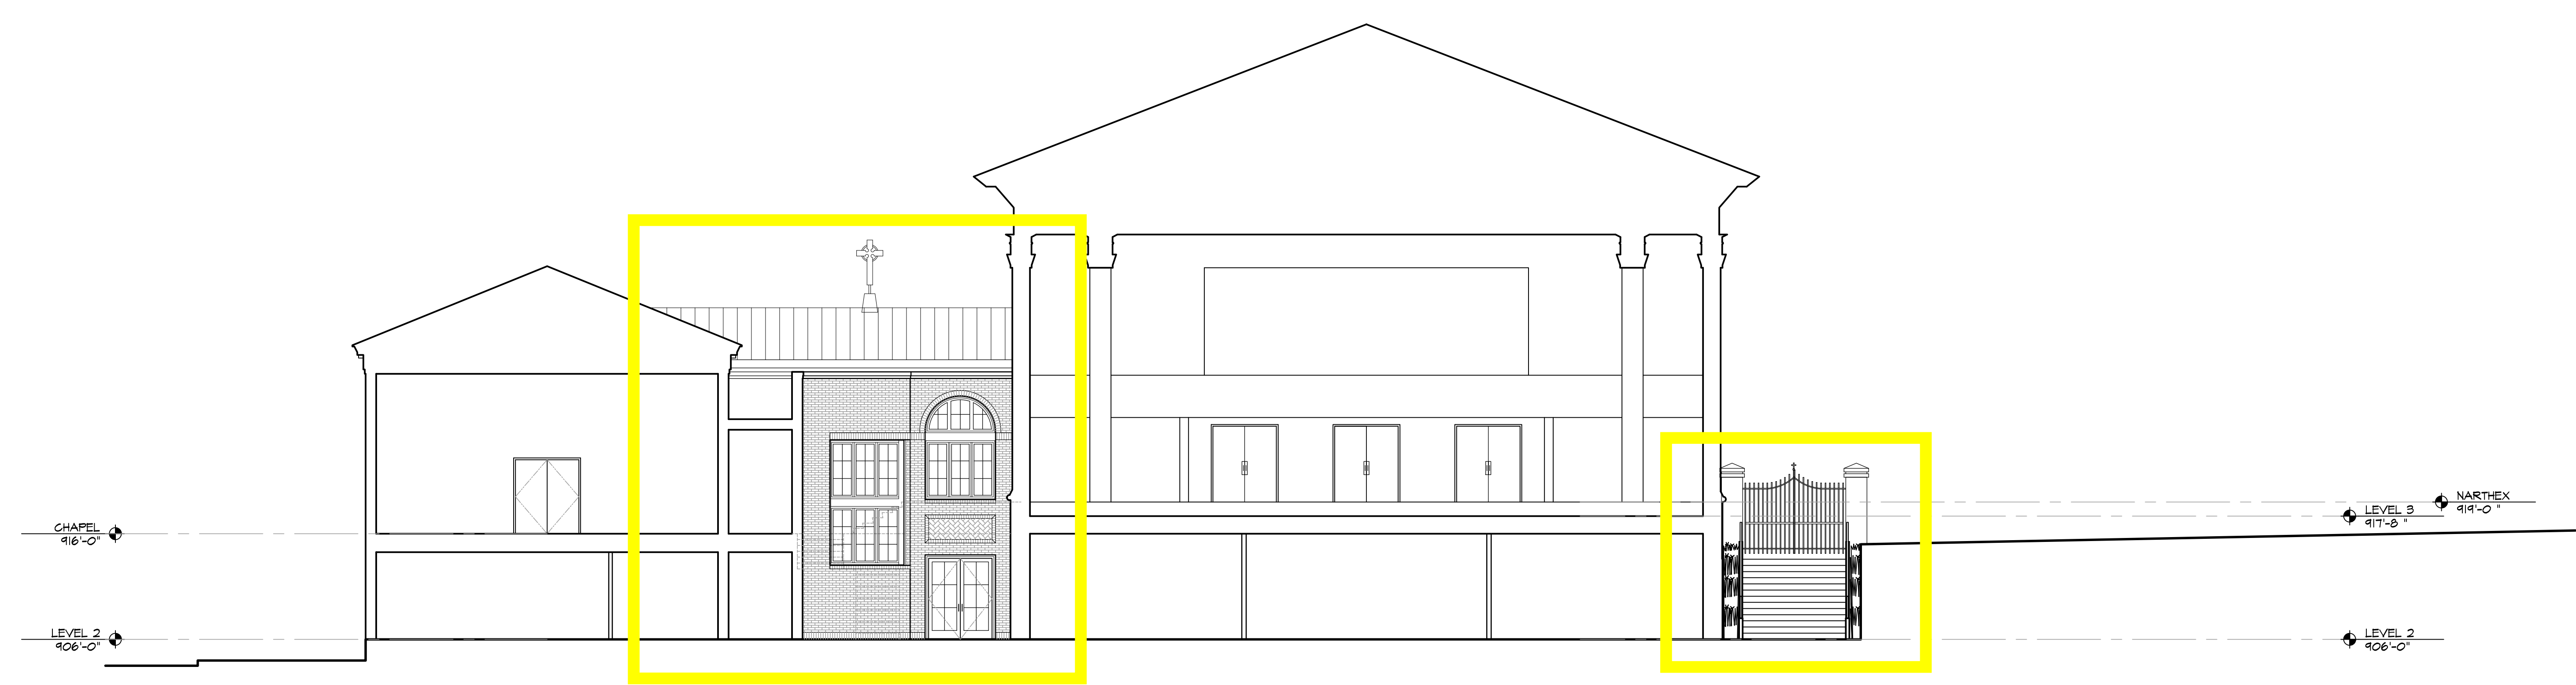 CHAPEL
916'-0"
LEVEL 2
906'-0"
NARTHEX
919'-0 "
LEVEL 3
917'-8 "
LEVEL 2
906'-0"